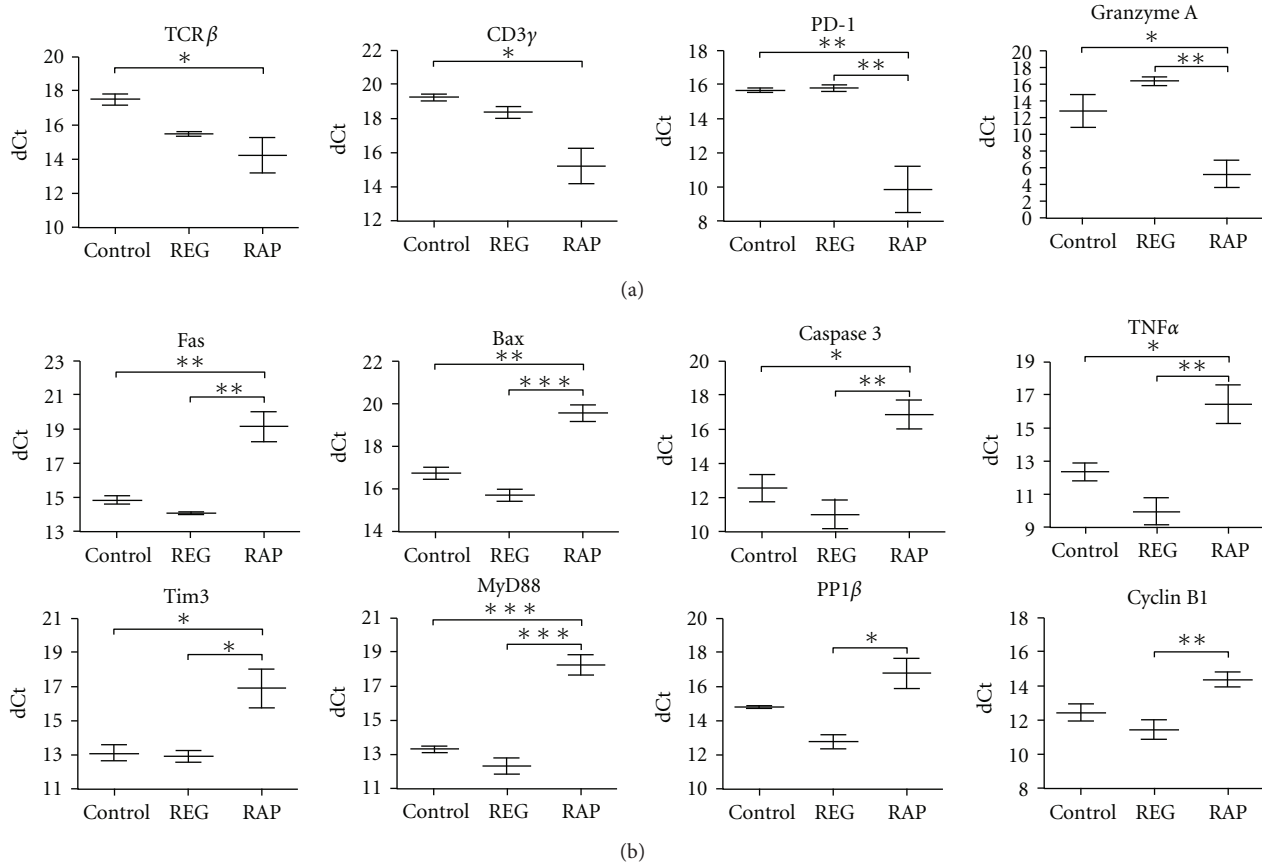 TCRβ
dCt
20
18
16
14
12
10
*
Control REG RAP
CD3γ
dCt
22
20
18
16
14
12
*
Control REG RAP
PD-1
dCt
16
14
12
10
8
**
**
Control REG RAP
Granzyme A
dCt
20
18
16
14
12
10
8
6
4
2
0
*
**
Control REG RAP
(a)
Fas
dCt
23
21
19
17
15
13
**
**
Control REG RAP
Bax
dCt
22
20
18
16
14
**
***
Control REG RAP
Caspase 3
dCt
20
18
16
14
12
10
*
**
Control REG RAP
TNFα
dCt
19
17
15
13
11
9
*
**
Control REG RAP
Tim3
dCt
21
19
17
15
13
11
*
*
Control REG RAP
MyD88
dCt
21
19
17
15
13
11
***
***
Control REG RAP
PP1β
dCt
20
18
16
14
12
10
*
Control REG RAP
Cyclin B1
dCt
18
16
14
12
10
8
**
Control REG RAP
(b)